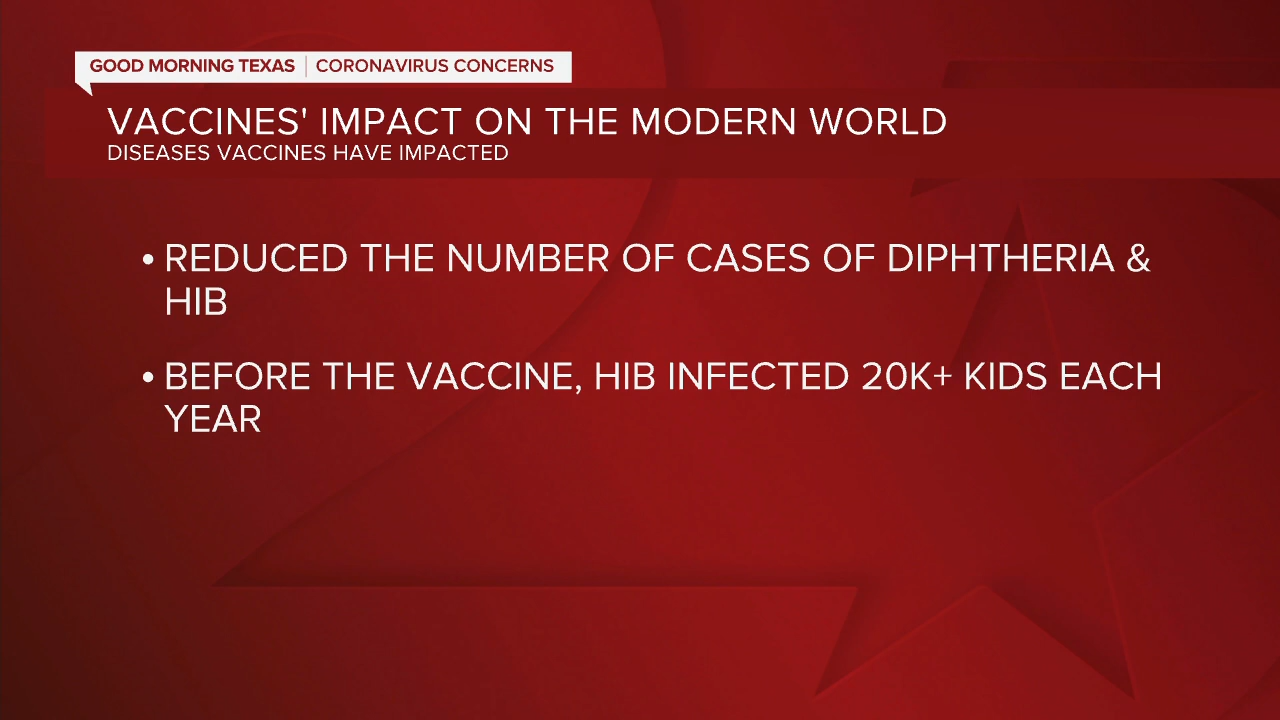 GOOD MORNING TEXAS | CORONAVIRUS CONCERNS
VACCINES' IMPACT ON THE MODERN WORLD
DISEASES VACCINES HAVE IMPACTED
• REDUCED THE NUMBER OF CASES OF DIPHTHERIA &
HIB
• BEFORE THE VACCINE, HIB INFECTED 20K+ KIDS EACH
YEAR